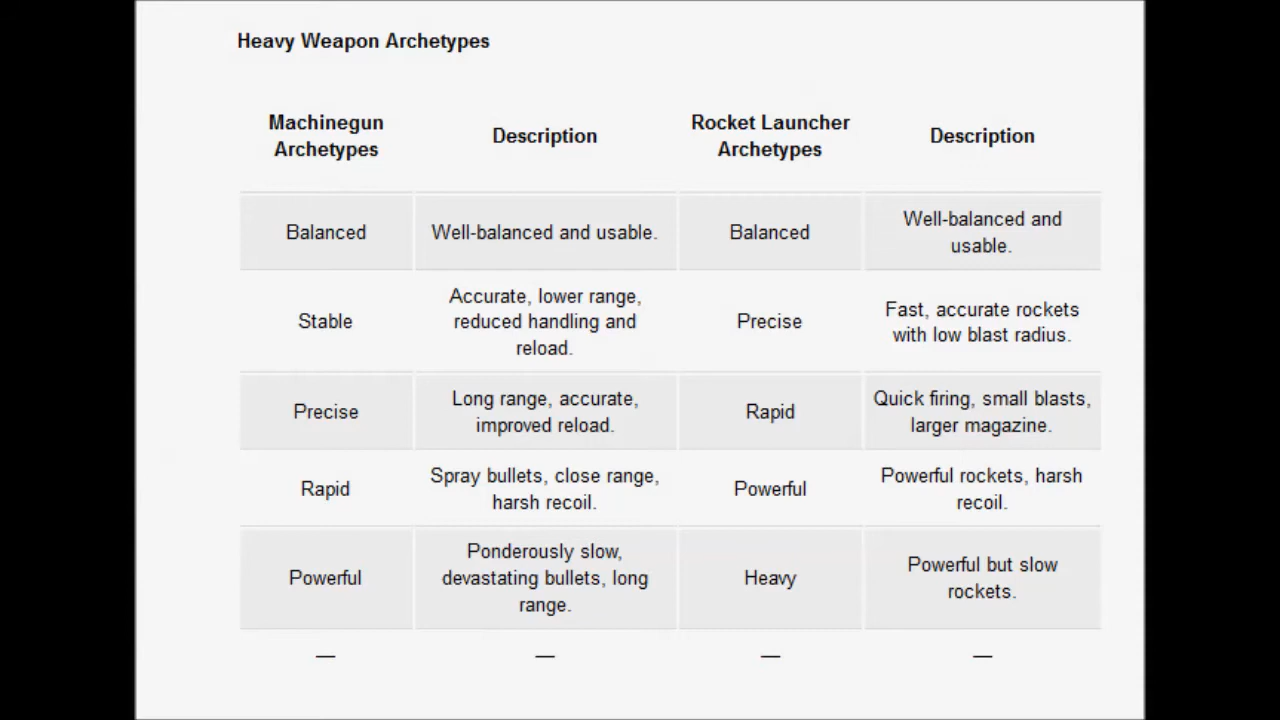 Heavy Weapon Archetypes
Machinegun
Archetypes
Description
Rocket Launcher
Archetypes
Description
Balanced
Well-balanced and usable.
Balanced
Well-balanced and
usable.
Stable
Accurate, lower range,
reduced handling and
reload.
Precise
Fast, accurate rockets
with low blast radius.
Precise
Long range, accurate,
improved reload.
Rapid
Quick firing, small blasts,
larger magazine.
Rapid
Spray bullets, close range,
harsh recoil.
Powerful
Powerful rockets, harsh
recoil.
Powerful
Ponderously slow,
devastating bullets, long
range.
Heavy
Powerful but slow
rockets.
—
—
—
—